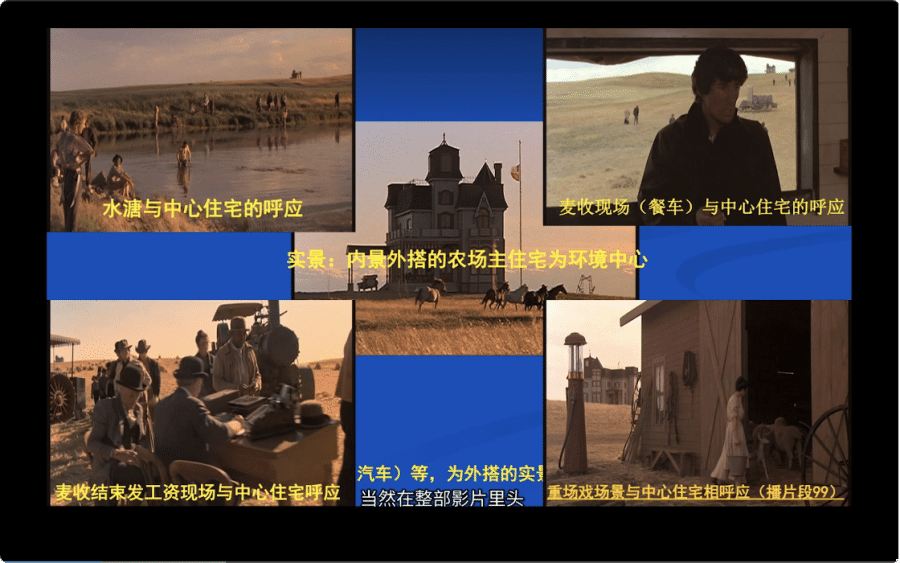 水溏与中心住宅的呼应
麦收现场（餐车）与中心住宅的呼应
实景：内景外搭的农场主住宅为环境中心
汽车）等，为外搭的实景
麦收结束发工资现场与中心住宅呼应
重场戏场景与中心住宅相呼应（播片段99）
当然在整部影片里头